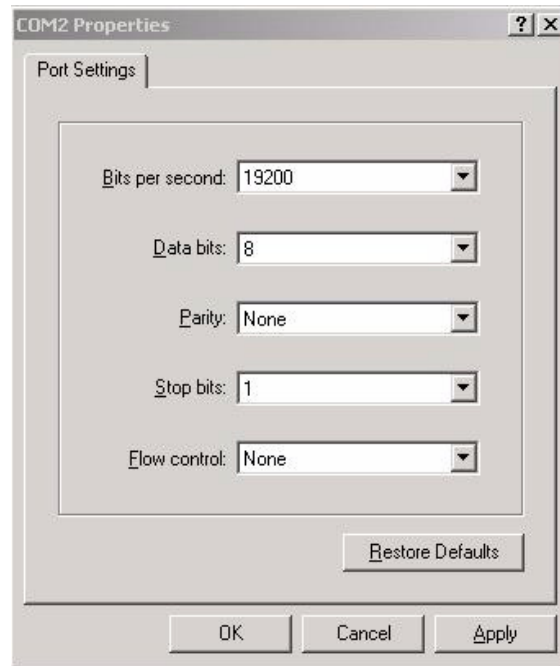 COM2 Properties
Port Settings
Bits per second: 19200
Data bits: 8
Parity: None
Stop bits: 1
Flow control: None
Restore Defaults
OK Cancel Apply